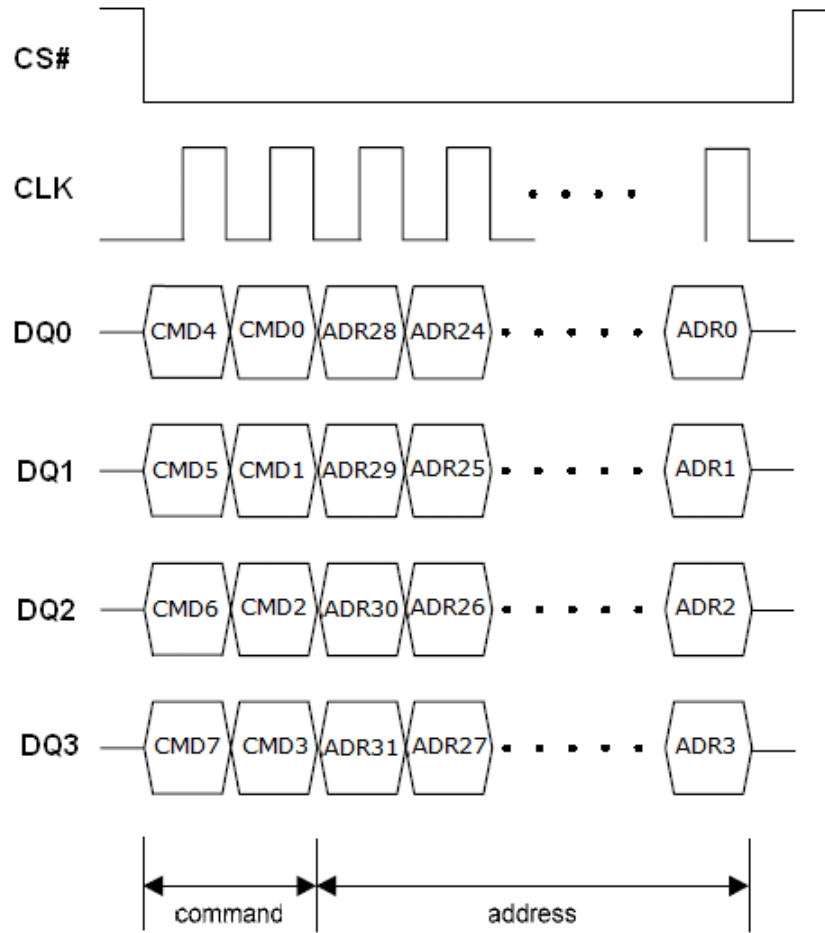 CS#
CLK
DQ0 CMD4 CMD0 ADR28 ADR24 ADR0
DQ1 CMD5 CMD1 ADR29 ADR25 ADR1
DQ2 CMD6 CMD2 ADR30 ADR26 ADR2
DQ3 CMD7 CMD3 ADR31 ADR27 ADR3
command address